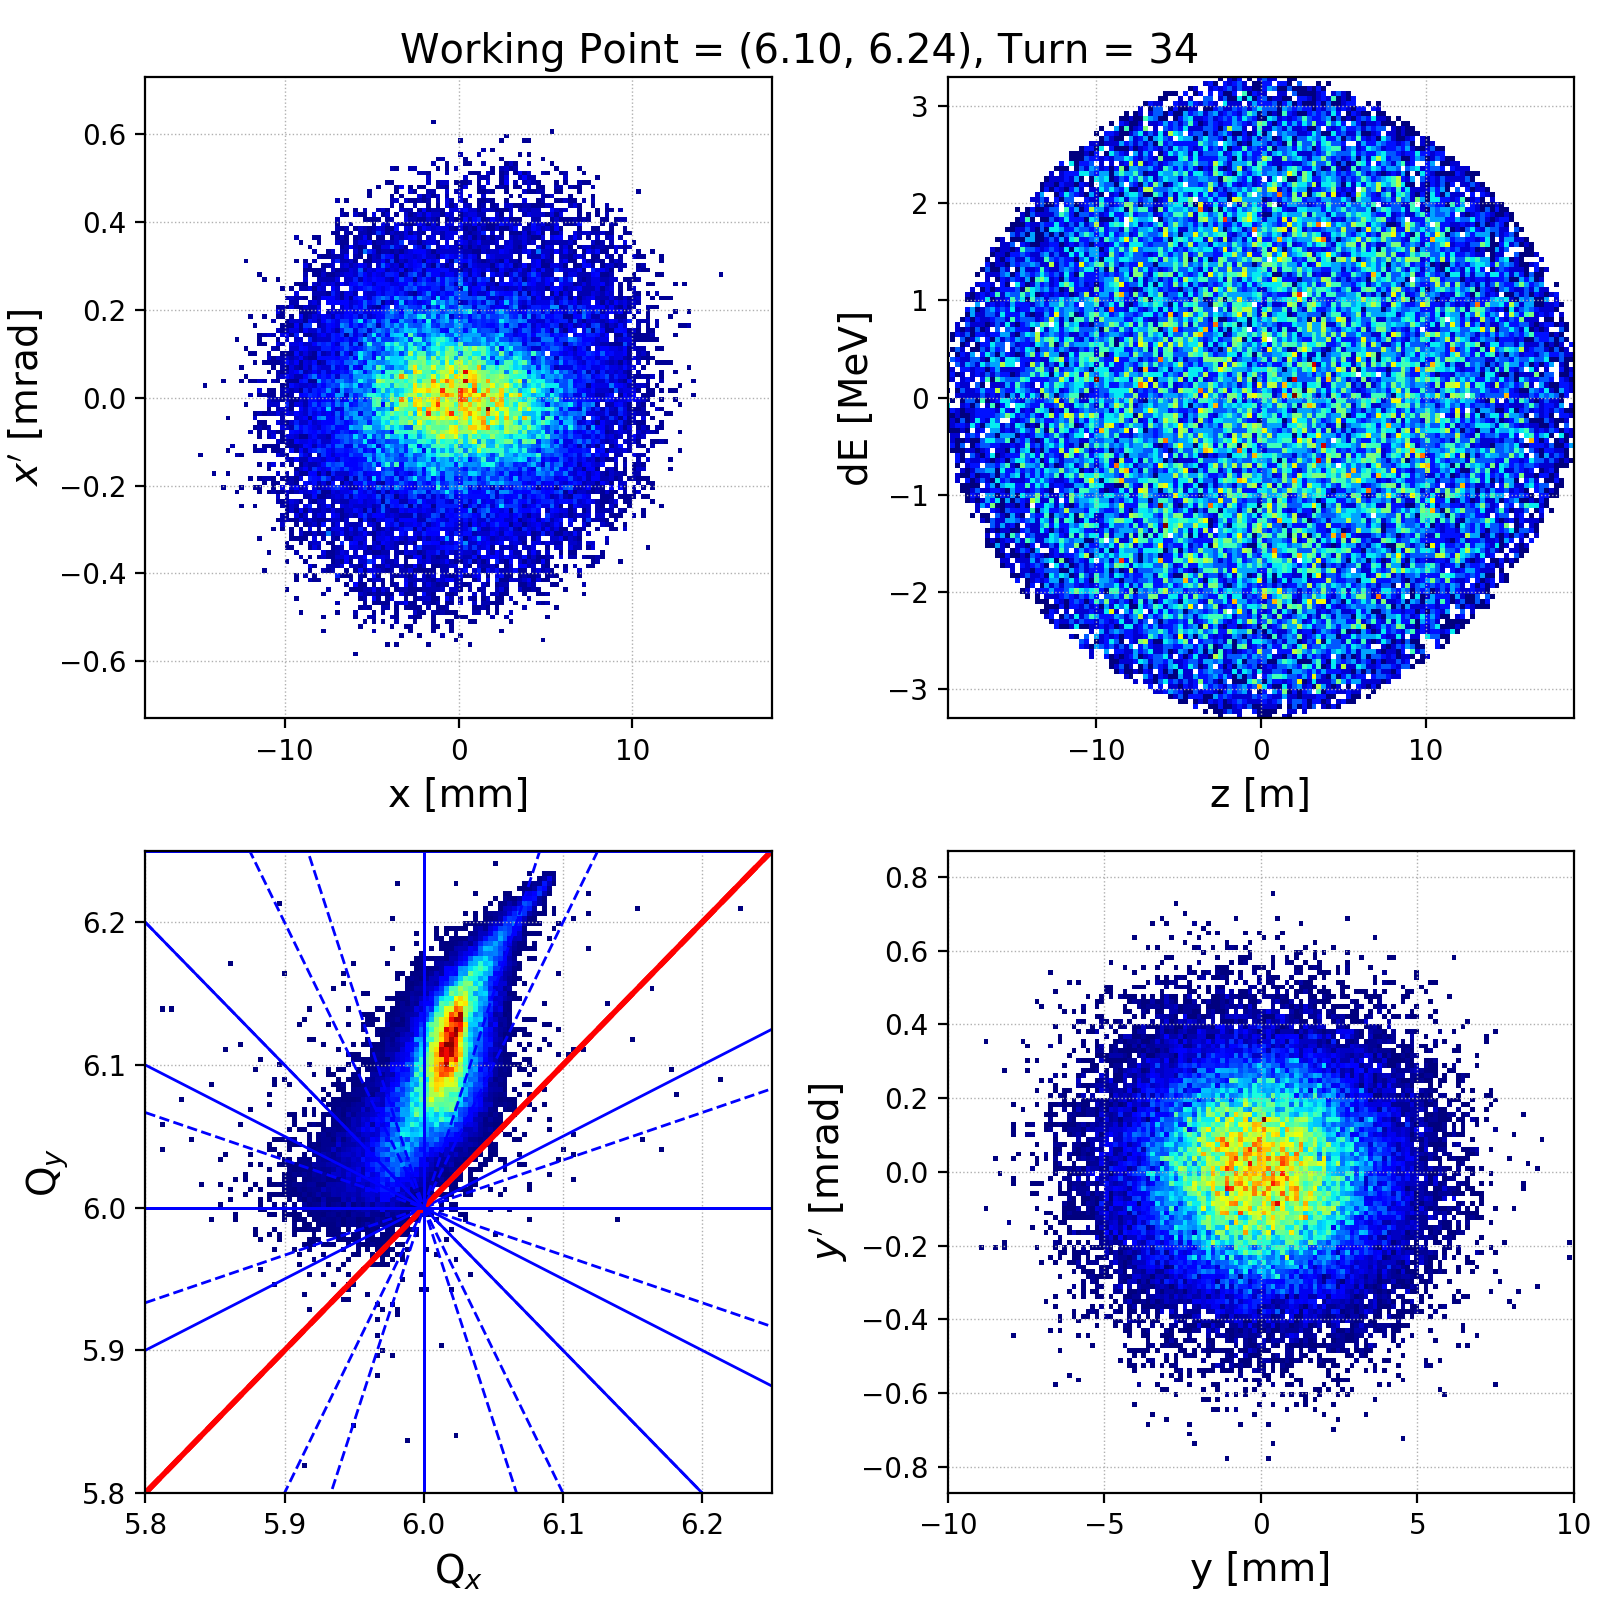 Working Point = (6.10, 6.24), Turn = 34
0.6
0.4
0.2
0.0
−0.2
−0.4
−0.6
x′ [mrad]
−10 0 10
x [mm]
3
2
1
0
−1
−2
−3
dE [MeV]
−10 0 10
z [m]
6.2
6.1
6.0
5.9
5.8
Qy
5.8 5.9 6.0 6.1 6.2
Qx
0.8
0.6
0.4
0.2
0.0
−0.2
−0.4
−0.6
−0.8
y′ [mrad]
−10 −5 0 5 10
y [mm]